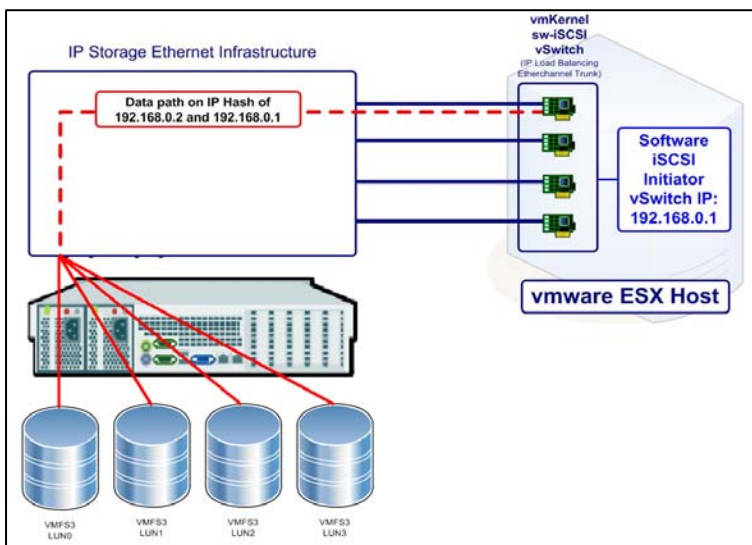 vmKernel
sw-iSCSI
vSwitch
(IP Load Balancing
Etherchannel Trunk)
IP Storage Ethernet Infrastructure
Data path on IP Hash of
192.168.0.2 and 192.168.0.1
Software
iSCSI
Initiator
vSwitch IP:
192.168.0.1
vmware ESX Host
VMFS3
LUN0
VMFS3
LUN1
VMFS3
LUN2
VMFS3
LUN3